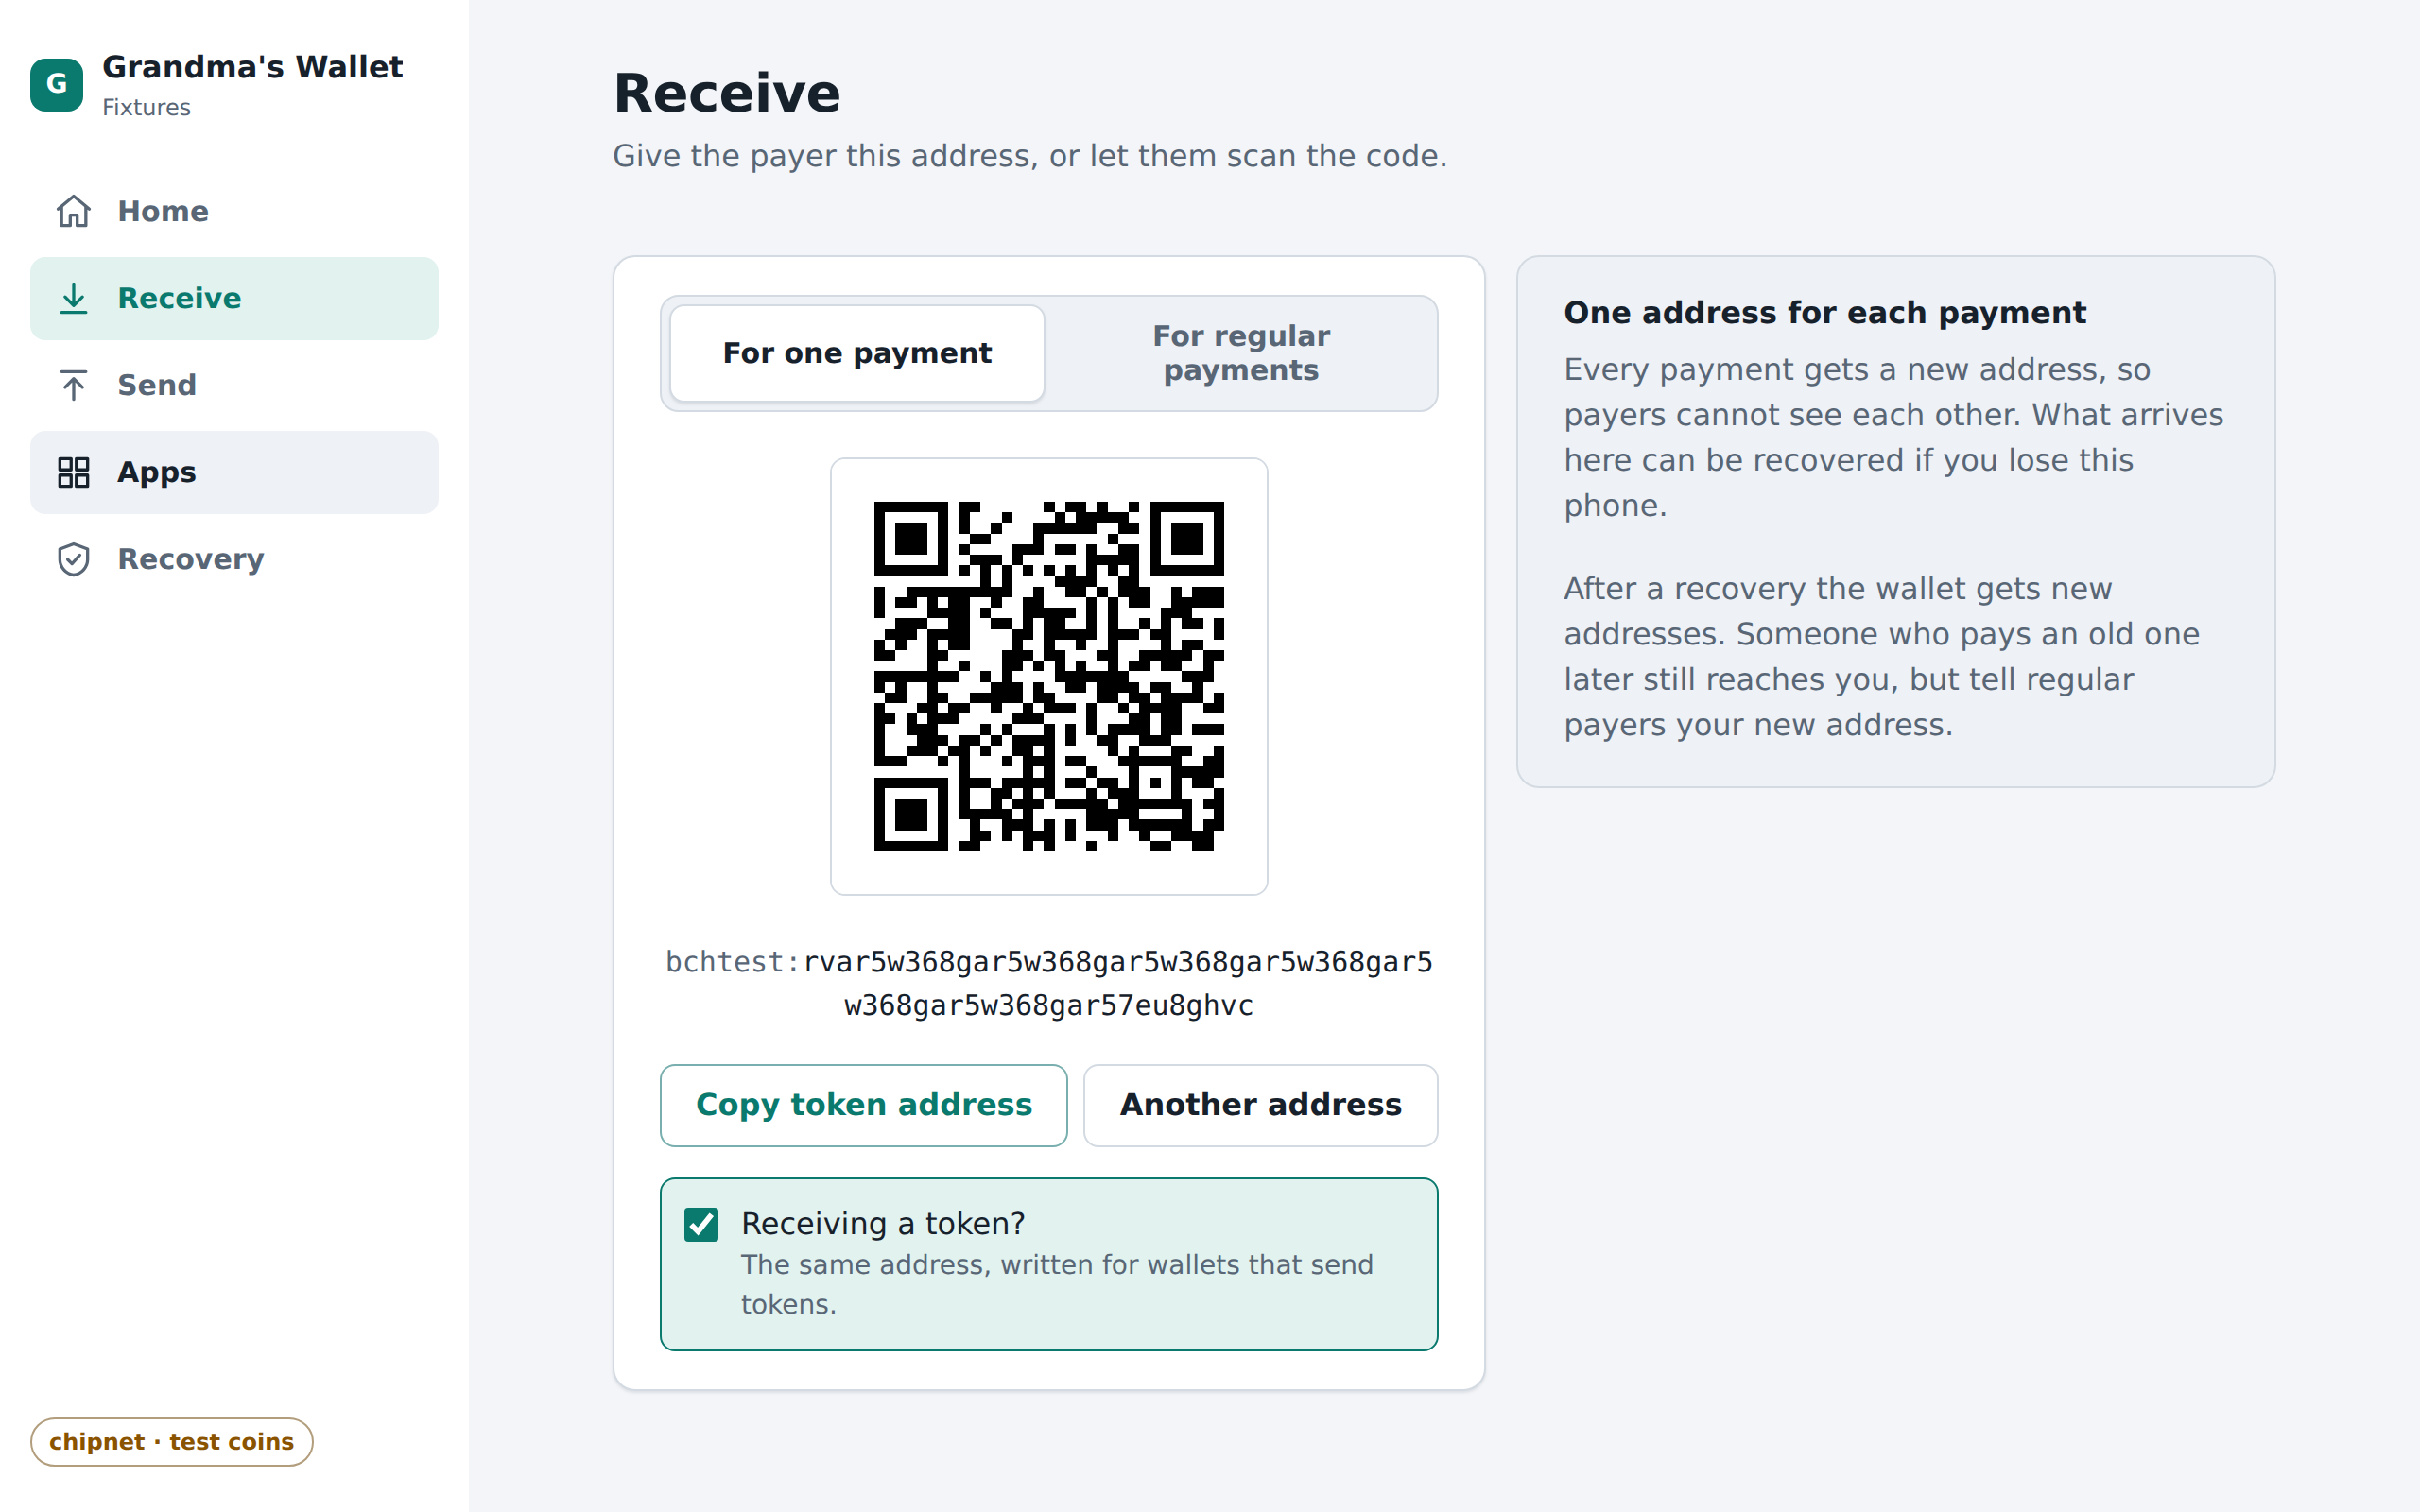 G
Grandma's Wallet
Fixtures
Home
Receive
Send
Apps
Recovery
chipnet · test coins
Receive
Give the payer this address, or let them scan the code.
For one payment
For regular
payments
bchtest:rvar5w368gar5w368gar5w368gar5w368gar5
w368gar5w368gar57eu8ghvc
Copy token address
Another address
Receiving a token?
The same address, written for wallets that send
tokens.
One address for each payment
Every payment gets a new address, so
payers cannot see each other. What arrives
here can be recovered if you lose this
phone.
After a recovery the wallet gets new
addresses. Someone who pays an old one
later still reaches you, but tell regular
payers your new address.